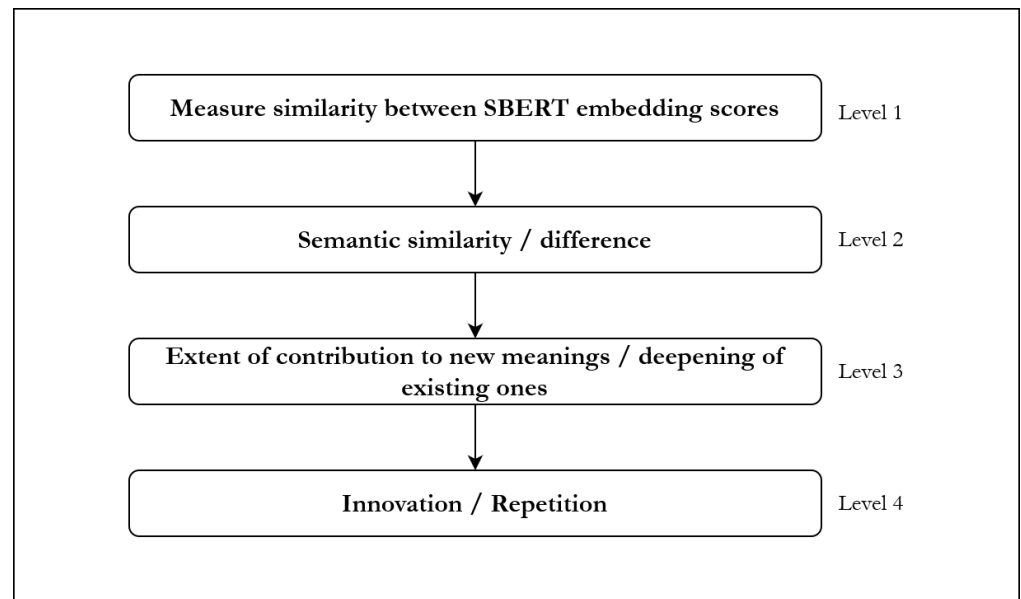 Measure similarity between SBERT embedding scores
Level 1
Semantic similarity / difference
Level 2
Extent of contribution to new meanings / deepening of
existing ones
Level 3
Innovation / Repetition
Level 4